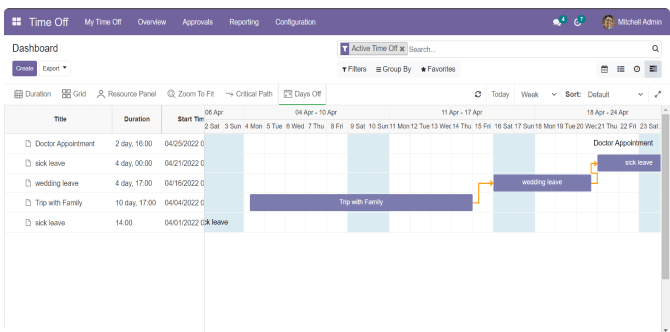 Time Off My Time Off Overview Approvals Reporting Configuration 4 Mitchell Admin
Dashboard
Active Time Off Search...
Create Export
Filters Group By Favorites
Duration Grid Resource Panel Zoom To Fit Critical Path Days Off Today Week Sort: Default
Title Duration Start Tim
06 Apr 04 Apr - 10 Apr 11 Apr - 17 Apr 18 Apr - 24 Apr
2 Sat 3 Sun 4 Mon 5 Tue 6 Wed 7 Thu 8 Fri 9 Sat 10 Sun 11 Mon 12 Tue 13 Wec 14 Thu 15 Fri 16 Sat 17 Sun 18 Mon 19 Tue 20 Wec 21 Thu 22 Fri 23 Sat
Doctor Appointment 2 day, 16:00 04/25/2022 0 Doctor Appointment
sick leave 4 day, 00:00 04/21/2022 0 sick leave
wedding leave 4 day, 17:00 04/16/2022 0 wedding leave
Trip with Family 10 day, 17:00 04/04/2022 0 Trip with Family
sick leave 14:00 04/01/2022 0 k leave